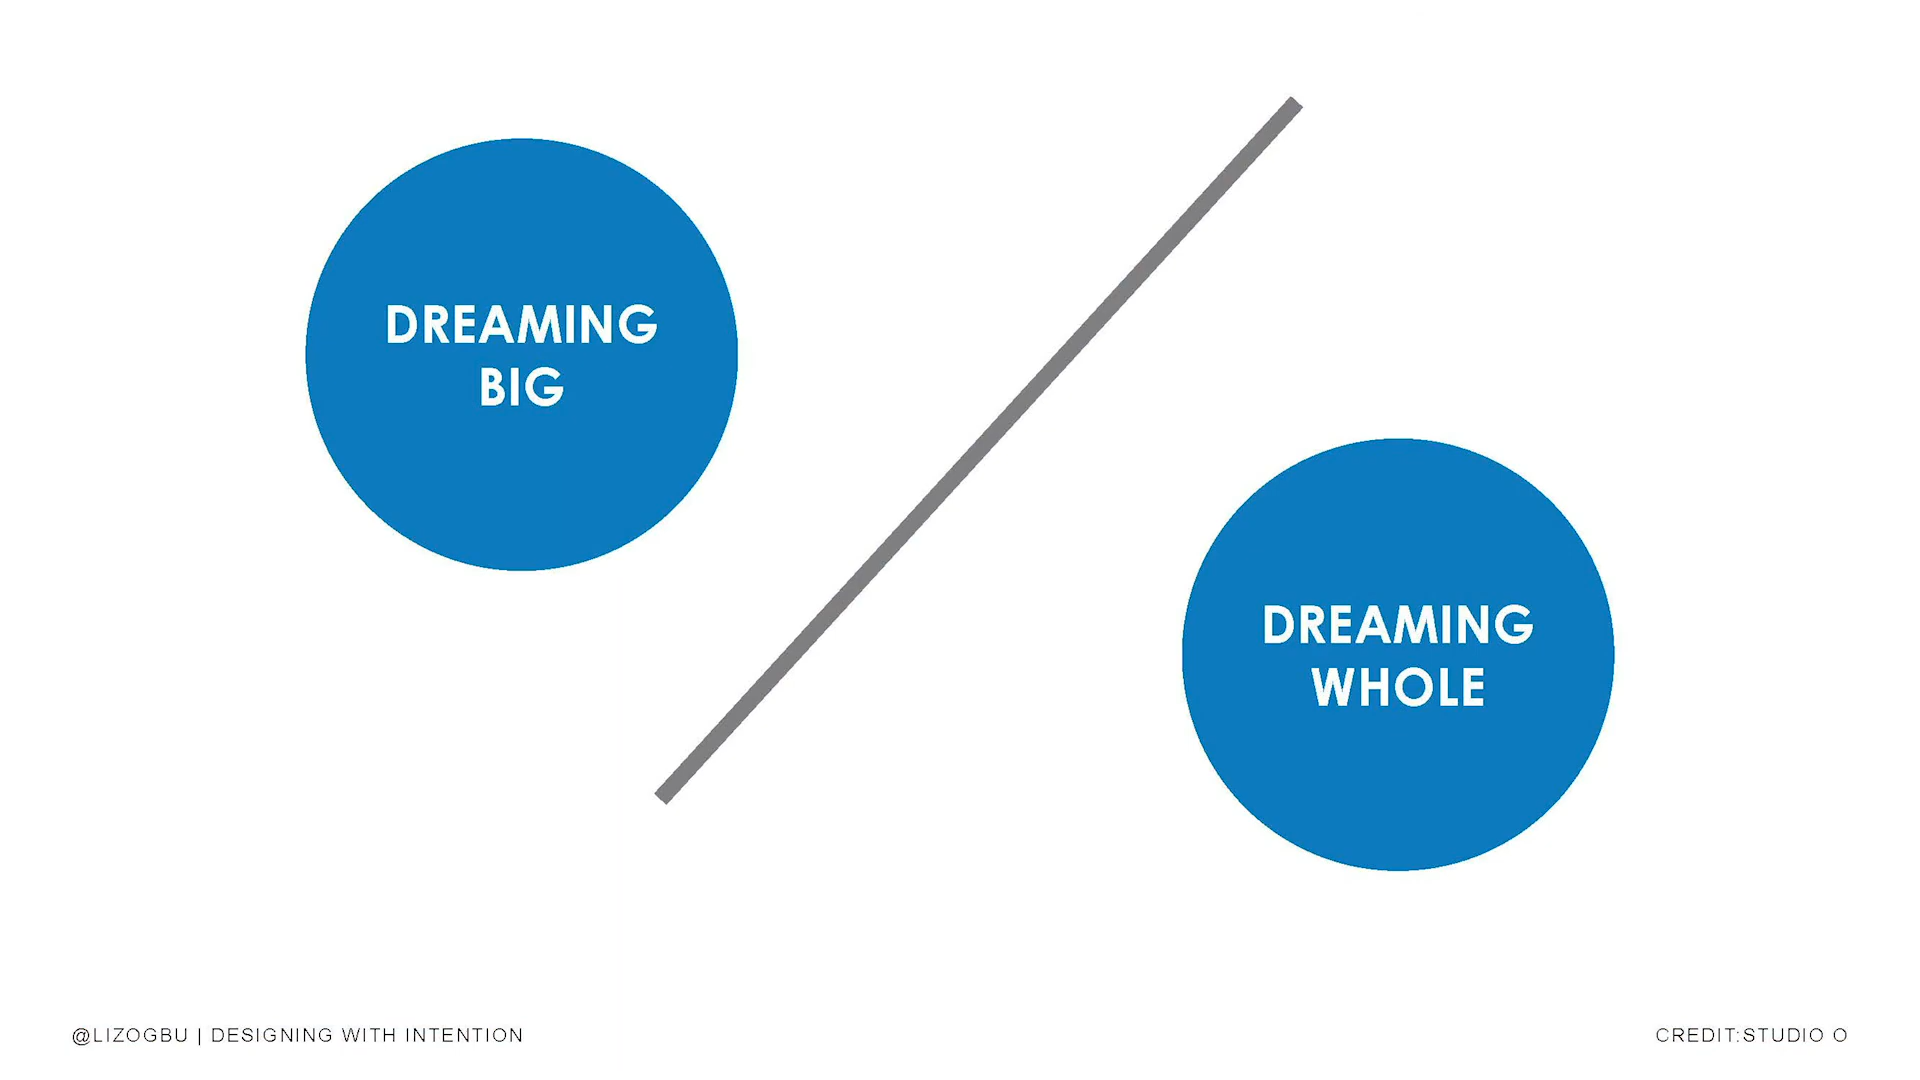 DREAMING
BIG
DREAMING
WHOLE
@LIZOGBU | DESIGNING WITH INTENTION
CREDIT:STUDIO O